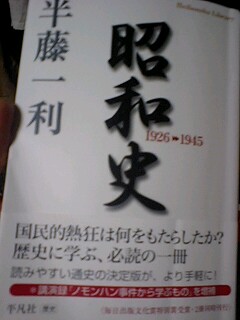 Heibonsha Library
半藤一利
昭和史
1926▸▸1945
国民的熱狂は何をもたらしたか?
歴史に学ぶ、必読の一冊
読みやすい通史の決定版が、より手軽に!
*講演録「ノモンハン事件から学ぶもの」を増補
平凡社